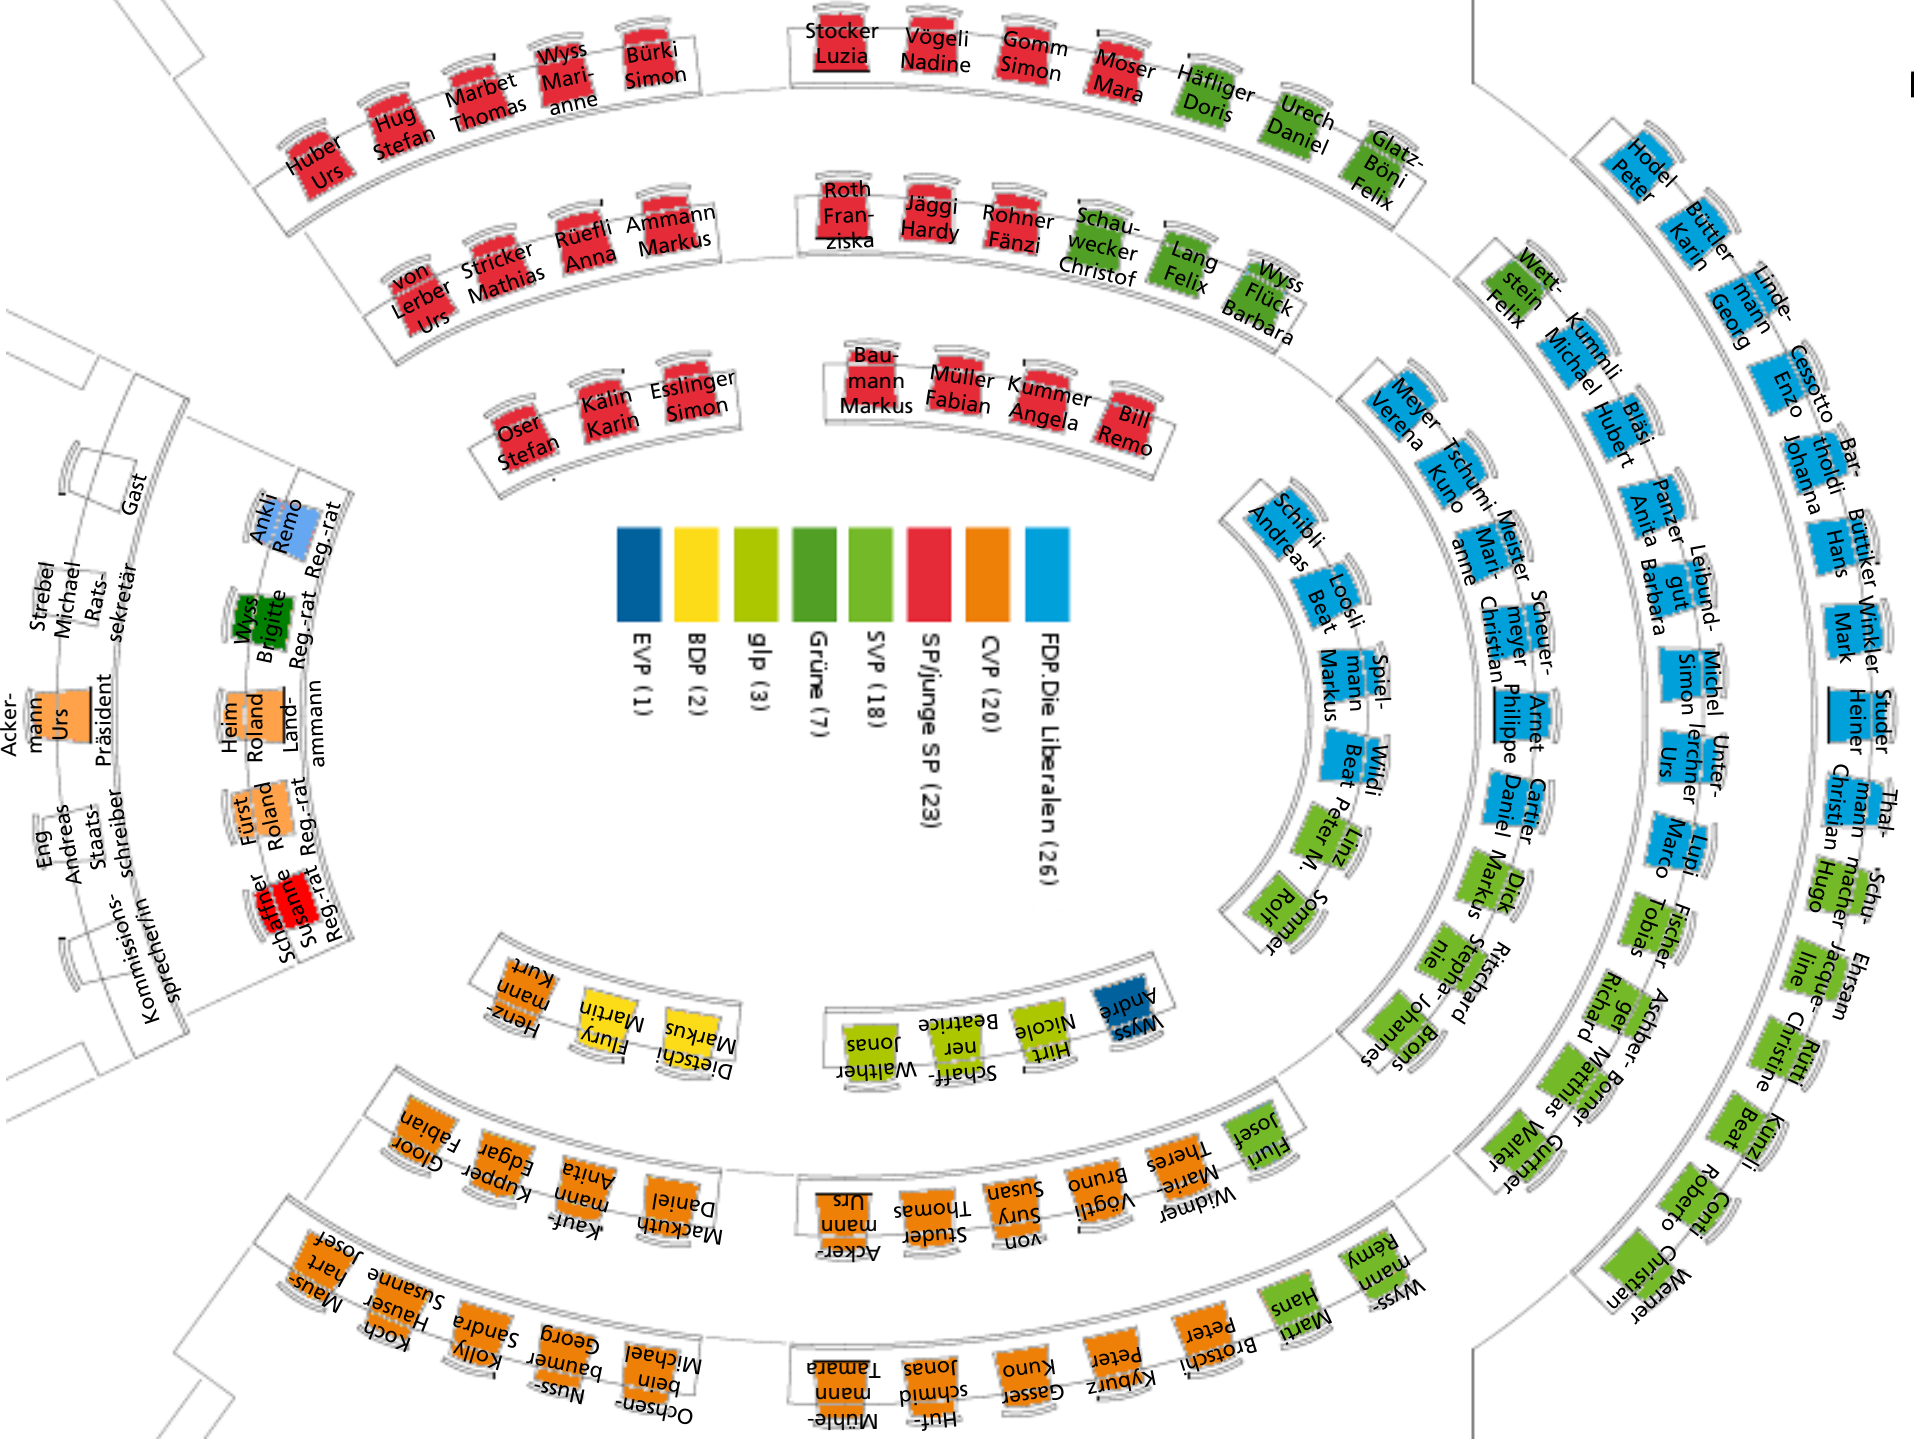 Huber
Urs
Hug
Stefan
Marbet
Thomas
Wyss
Mari-
anne
Bürki
Simon
Stocker
Luzia
Vögeli
Nadine
Gomm
Simon
Moser
Mara
Häfliger
Doris
Urech
Daniel
Glatz-
Böni
Felix
von
Lerber
Urs
Stricker
Mathias
Rüefli
Anna
Ammann
Markus
Roth
Fran-
ziska
Jäggi
Hardy
Rohner
Fänzi
Schau-
wecker
Christof
Lang
Felix
Wyss
Flück
Barbara
Oser
Stefan
Kälin
Karin
Esslinger
Simon
Bau-
mann
Markus
Müller
Fabian
Kummer
Angela
Bill
Remo
Hodel
Peter
Büttler
Karin
Linde-
mann
Georg
Cessotto
Enzo
Bar-
tholdi
Johanna
Büttiker
Hans
Winkler
Mark
Studer
Heiner
Thal-
mann
Christian
Schu-
macher
Hugo
Ehrsam
Jacque-
line
Rütti
Christine
Künzli
Beat
Conti
Roberto
Werner
Christian
Wett-
stein
Felix
Kummli
Michael
Bläsi
Hubert
Panzer
Anita
Leibund-
gut
Barbara
Michel
Simon
Unter-
lerchner
Urs
Lupi
Marco
Fischer
Tobias
Aschber-
ger
Richard
Borner
Matthias
Gurtner
Walter
Meyer
Verena
Tschumi
Kuno
Meister
Mari-
anne
Scheuer-
meyer
Christian
Arnet
Philippe
Cartier
Daniel
Dick
Markus
Ritschard
Stepha-
nie
Brons
Johannes
Schibli
Andreas
Loosli
Beat
Spiel-
mann
Markus
Wildi
Beat
Linz
Peter M.
Sommer
Rolf
Gast
Strebel
Michael
Rats-
sekretär
Acker-
mann
Urs
Präsident
Eng
Andreas
Staats-
schreiber
Kommissions-
sprecher/in
Ankli
Remo
Reg.-rat
Wyss
Brigitte
Reg.-rat
Heim
Roland
Land-
ammann
Fürst
Roland
Reg.-rat
Schaffner
Susanne
Reg.-rat
EVP (1)
BDP (2)
glp (3)
Grüne (7)
SVP (18)
SP/junge SP (23)
CVP (20)
FDP.Die Liberalen (26)
Henz-
mann
Kurt
Flury
Martin
Dietschi
Markus
Walther
Jonas
Schaff-
ner
Beatrice
Hirt
Nicole
Wyss
André
Gloor
Fabian
Kupper
Edgar
Kauf-
mann
Anita
Mackuth
Daniel
Acker-
mann
Urs
Studer
Thomas
von
Sury
Susan
Vögtli
Bruno
Widmer
Marie-
Theres
Fluri
Josef
Maus-
hart
Josef
Koch
Hauser
Susanne
Kolly
Sandra
Nuss-
baumer
Georg
Ochsen-
bein
Michael
Mühle-
mann
Tamara
Huf-
schmid
Jonas
Gasser
Kuno
Kyburz
Peter
Brotschi
Peter
Marti
Hans
Wyss-
mann
Rémy